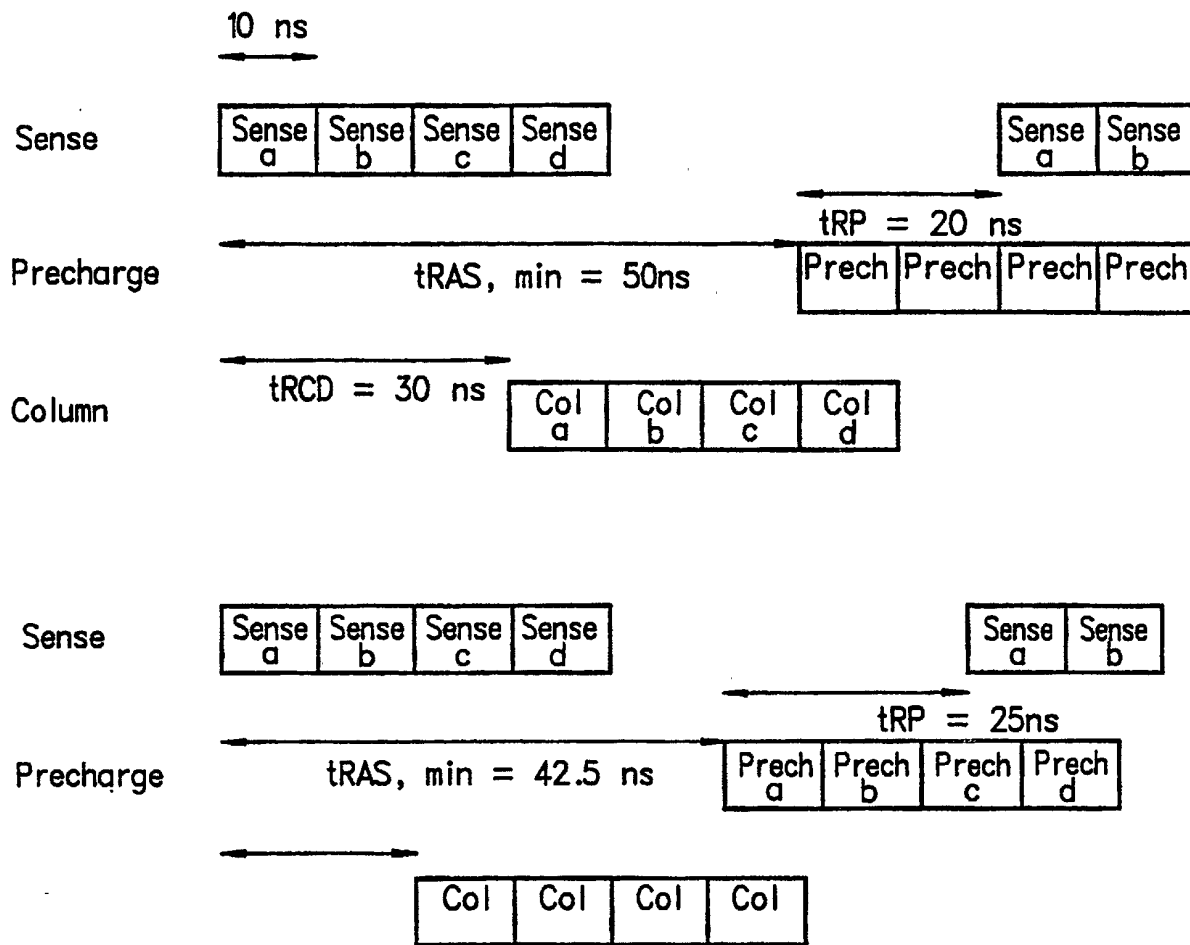 10 ns
Sense
Sense a
Sense b
Sense c
Sense d
Sense a
Sense b
tRP = 20 ns
Precharge
tRAS, min = 50ns
Prech
Prech
Prech
Prech
tRCD = 30 ns
Column
Col a
Col b
Col c
Col d
Sense
Sense a
Sense b
Sense c
Sense d
Sense a
Sense b
tRP = 25ns
Precharge
tRAS, min = 42.5 ns
Prech a
Prech b
Prech c
Prech d
Col
Col
Col
Col